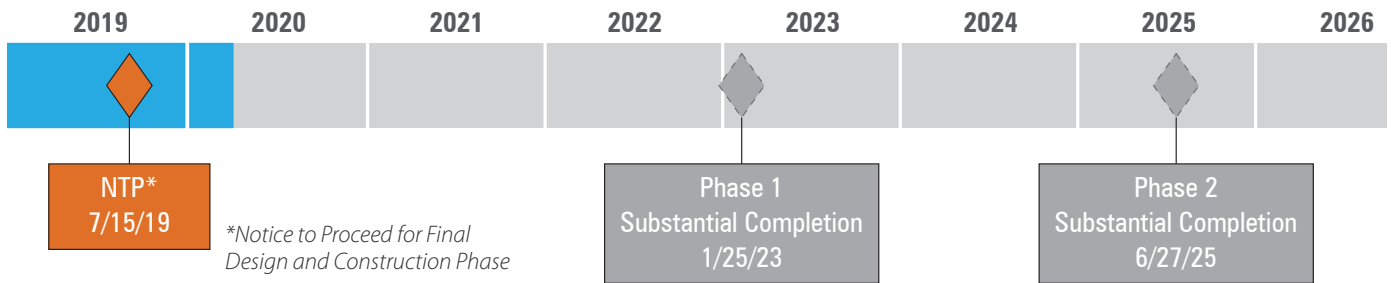 2019 2020 2021 2022 2023 2024 2025 2026
NTP*
7/15/19
*Notice to Proceed for Final
Design and Construction Phase
Phase 1
Substantial Completion
1/25/23
Phase 2
Substantial Completion
6/27/25